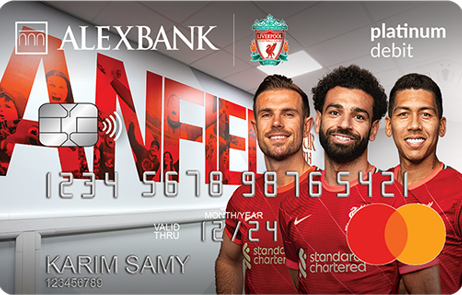 ALEXBANK
LIVERPOOL
platinum
debit
ANFIE
1234 5678 9876 5421
MONTH/YEAR
VALID
THRU
12/24
standard
chartered
standard
chartered
KARIM SAMY
123456789